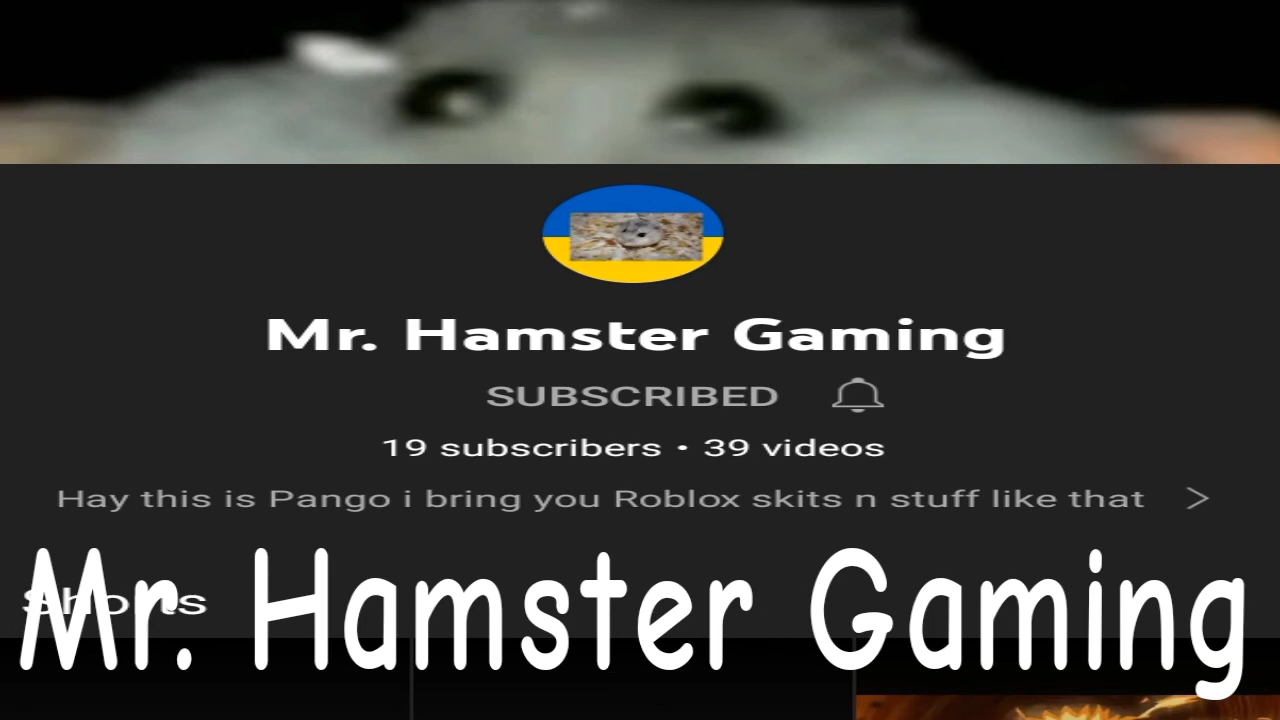 Mr. Hamster Gaming
SUBSCRIBED
19 subscribers • 39 videos
Hay this is Pango i bring you Roblox skits n stuff like that
Shorts
Mr. Hamster Gaming